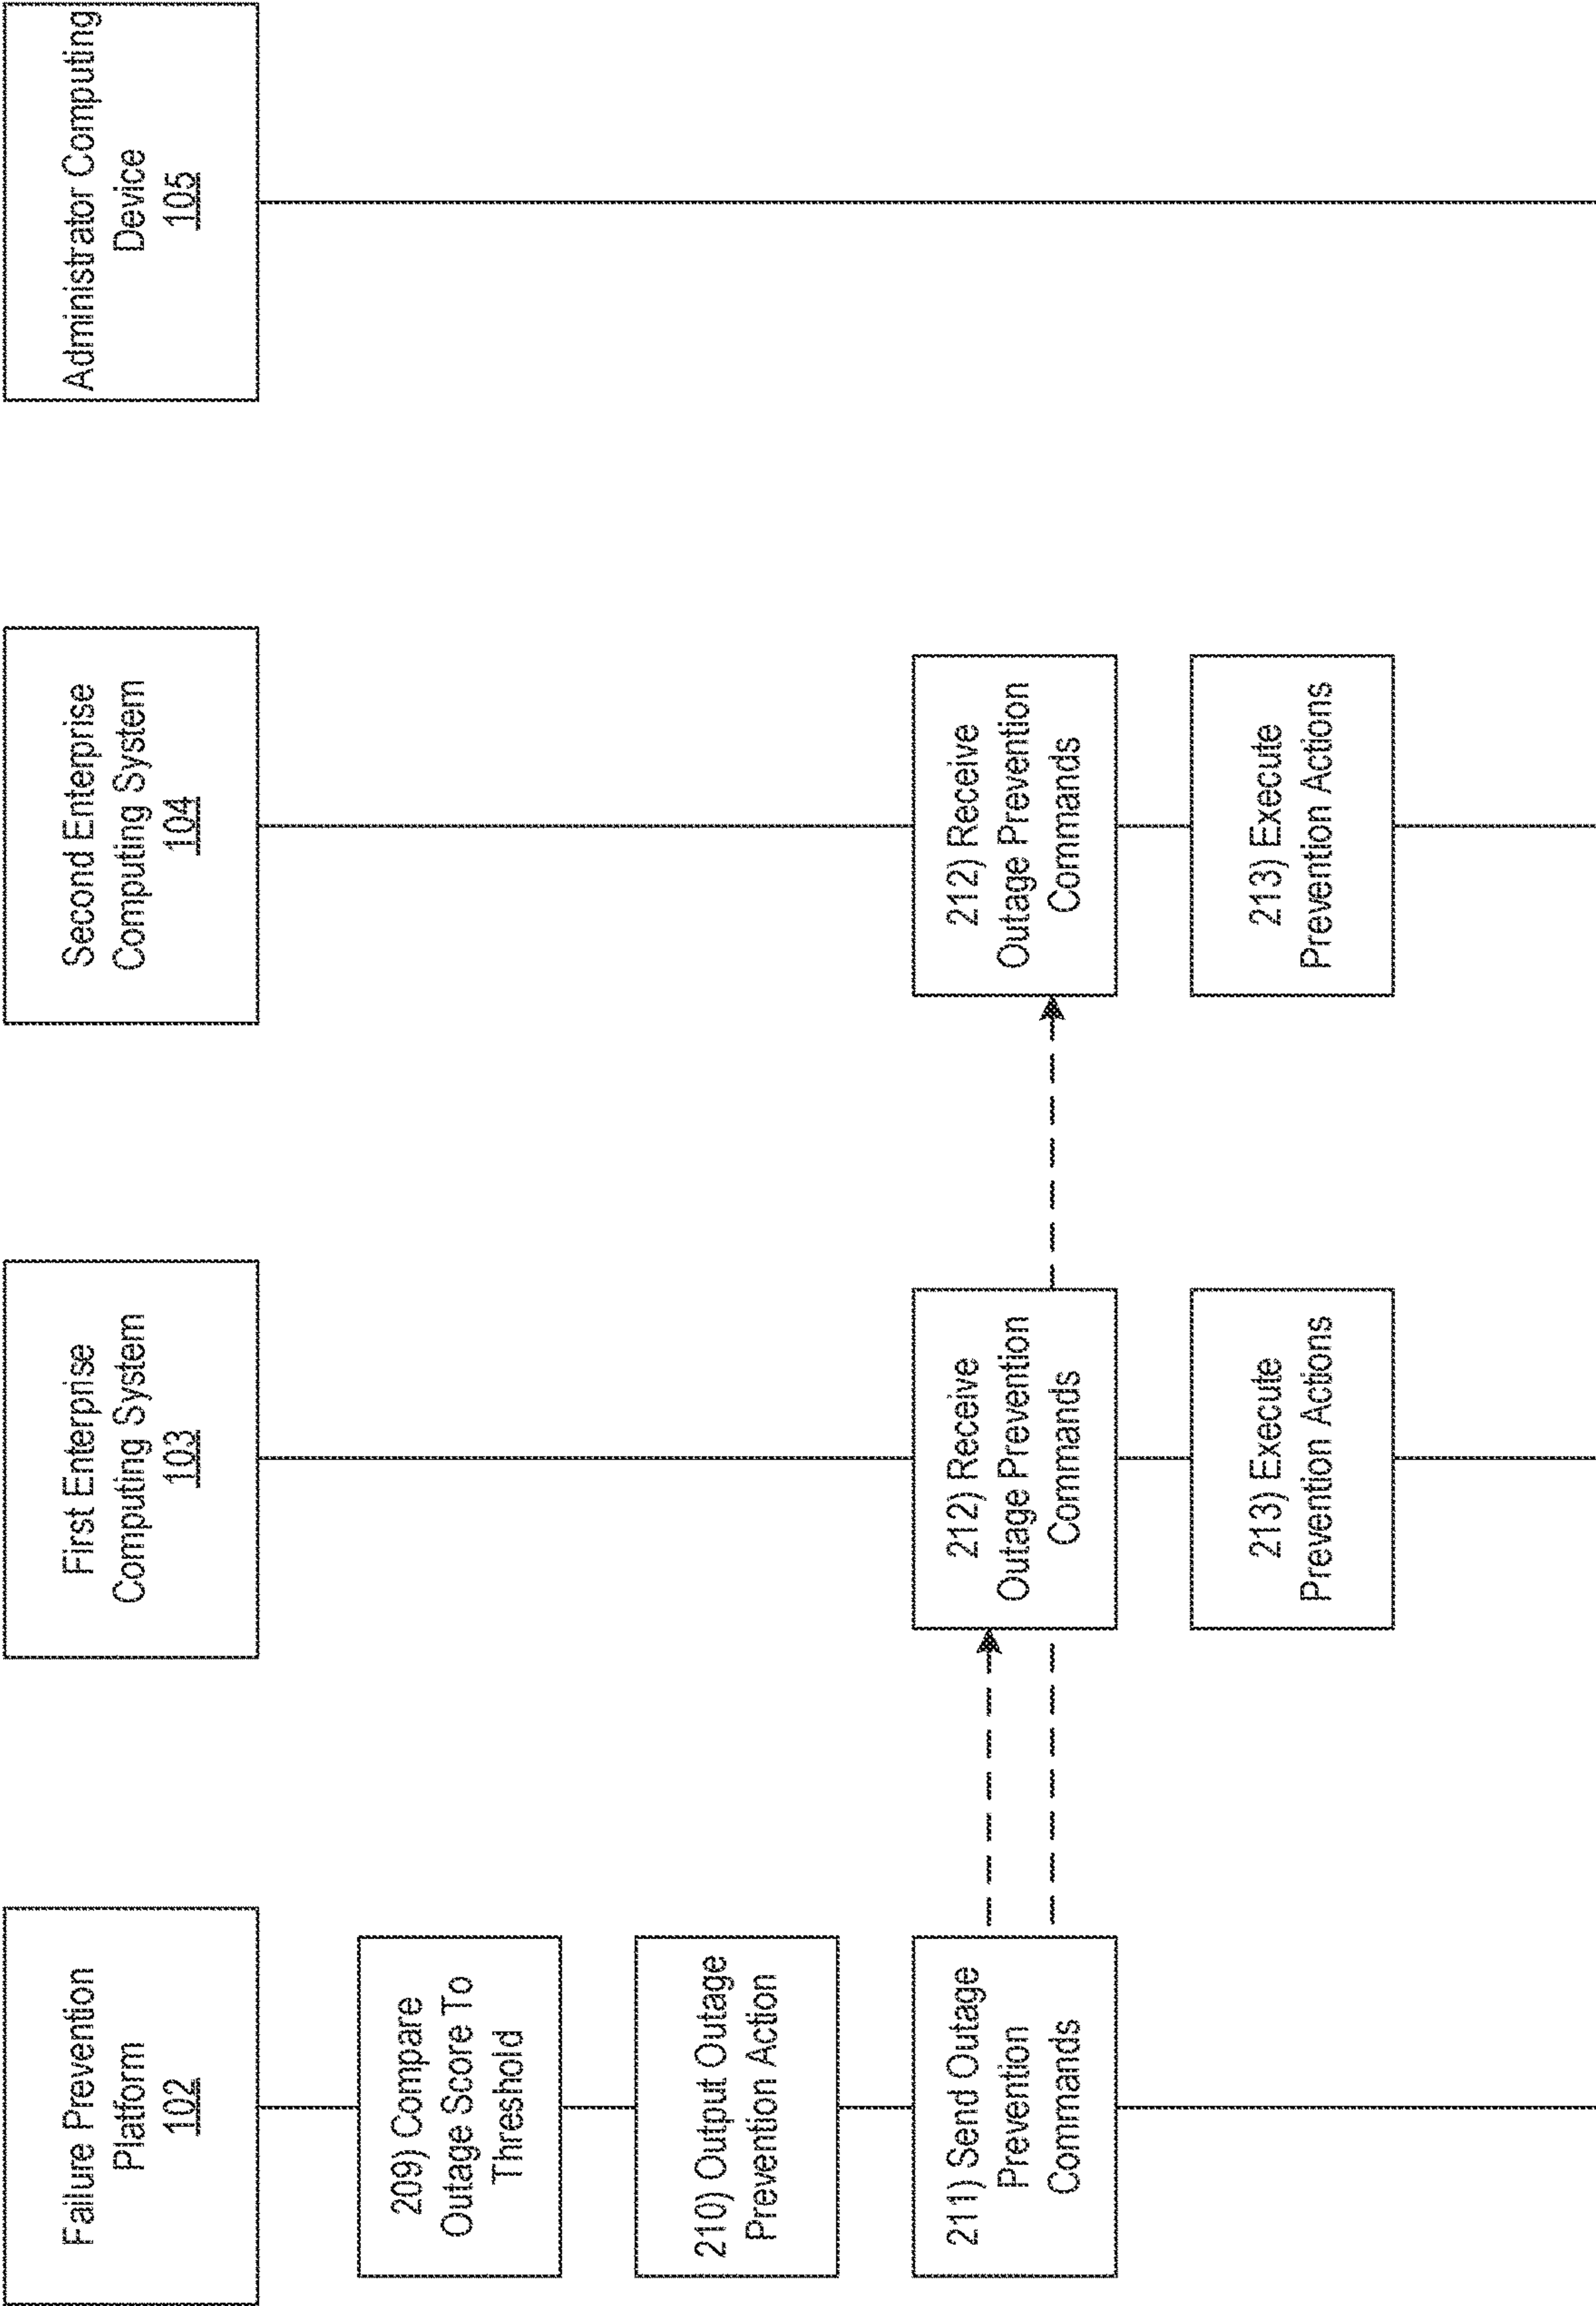 Failure Prevention
Platform
102
First Enterprise
Computing System
103
Second Enterprise
Computing System
104
Administrator Computing
Device
105
209) Compare
Outage Score To
Threshold
210) Output Outage
Prevention Action
211) Send Outage
Prevention
Commands
212) Receive
Outage Prevention
Commands
212) Receive
Outage Prevention
Commands
213) Execute
Prevention Actions
213) Execute
Prevention Actions